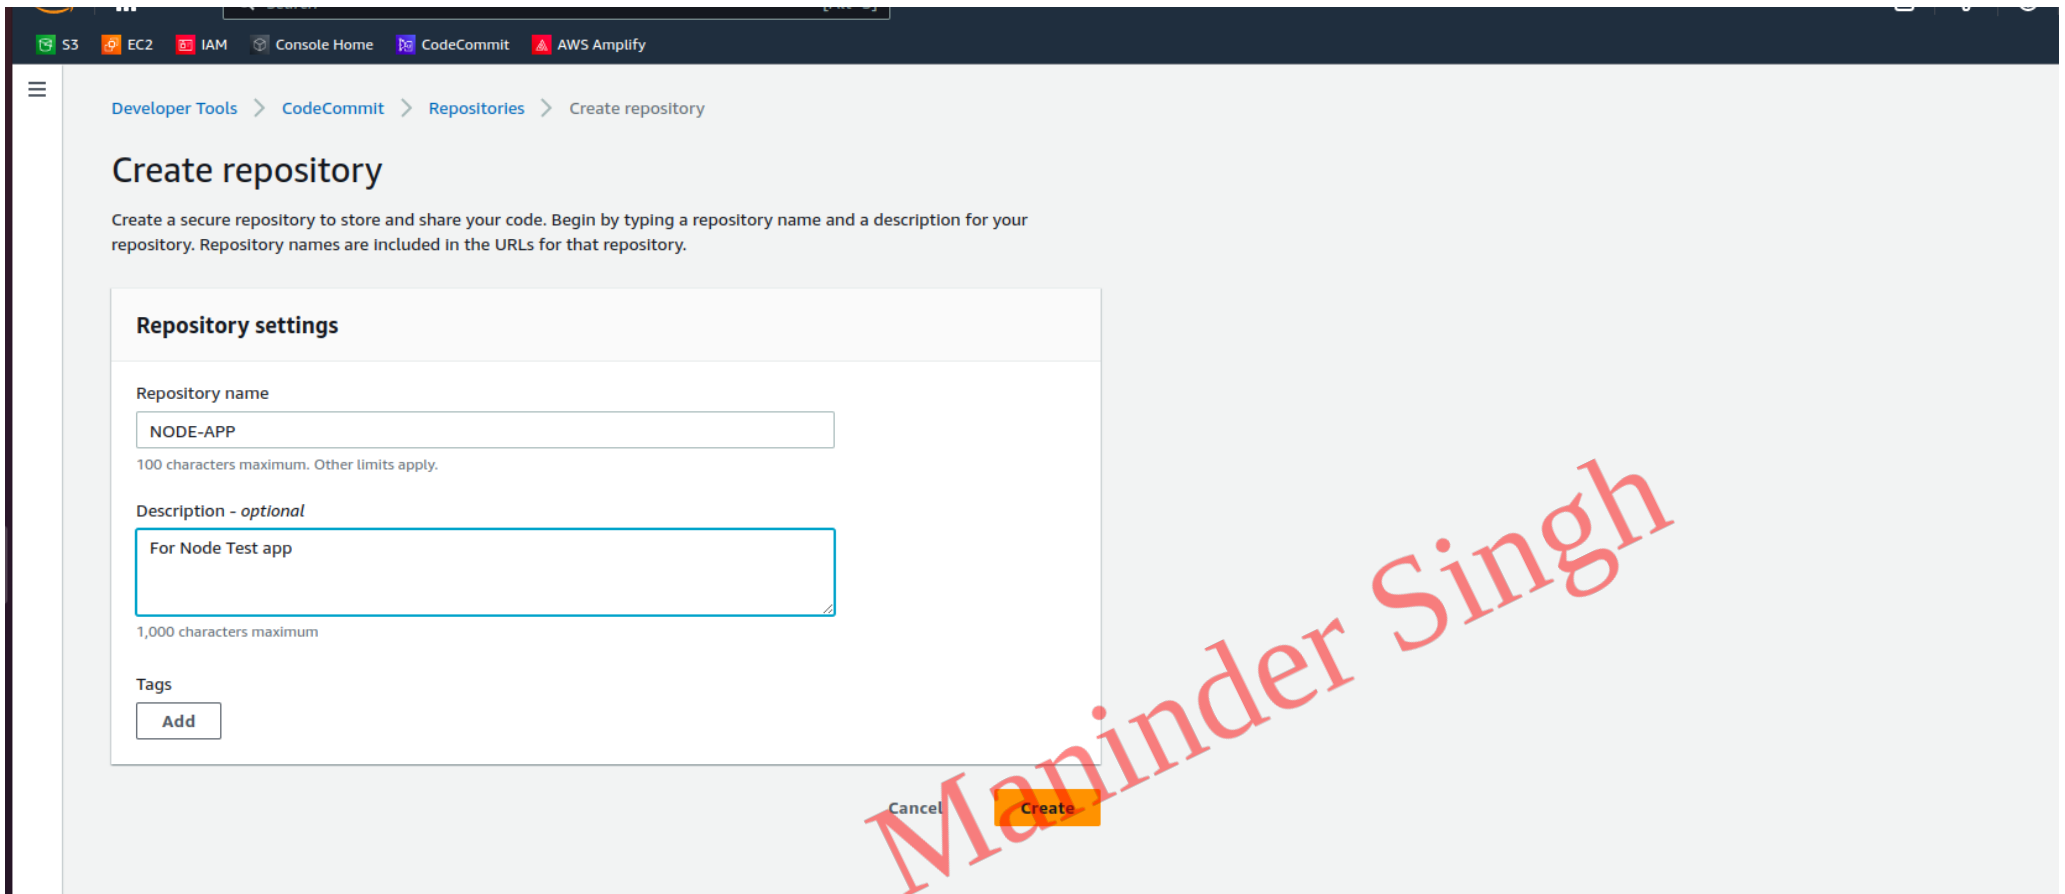 S3 EC2 IAM Console Home CodeCommit AWS Amplify
Developer Tools CodeCommit Repositories Create repository
Create repository
Create a secure repository to store and share your code. Begin by typing a repository name and a description for your
repository. Repository names are included in the URLs for that repository.
Repository settings
Repository name
NODE-APP
100 characters maximum. Other limits apply.
Description - optional
For Node Test app
1,000 characters maximum
Tags
Add
Cancel Create
Maninder Singh